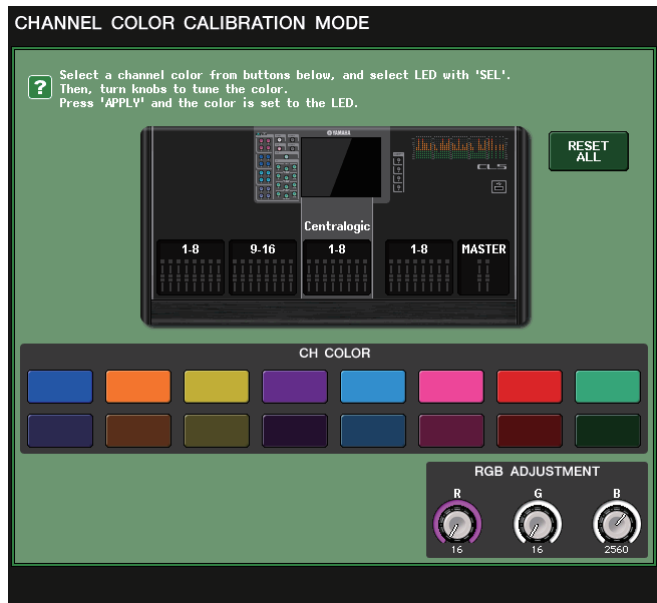 CHANNEL COLOR CALIBRATION MODE
?
Select a channel color from buttons below, and select LED with 'SEL'.
Then, turn knobs to tune the color.
Press 'APPLY' and the color is set to the LED.
RESET
ALL
YAMAHA
CL5
Centralogic
1-8
9-16
1-8
1-8
MASTER
CH COLOR
RGB ADJUSTMENT
R
G
B
16
16
2560